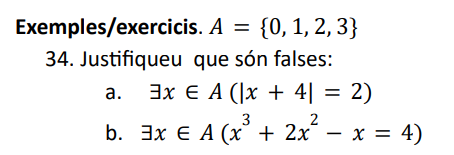 Exemples/exercicis. A = {0, 1, 2, 3}
34. Justifiqueu que són falses:
a. ∃x ∈ A (|x + 4| = 2)
b. ∃x ∈ A (x³ + 2x² − x = 4)